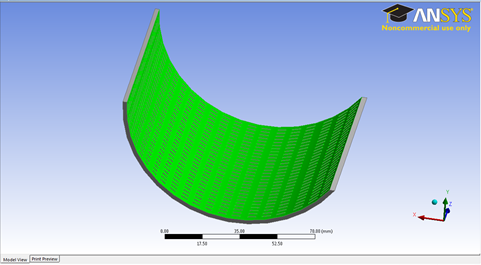 ANSYS
Noncommercial use only
Y
Z
X
0.00 35.00 70.00 (mm)
17.50 52.50
Model View Print Preview